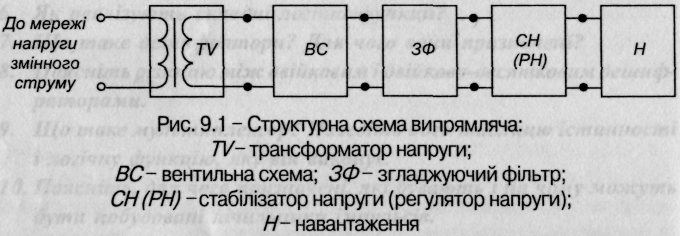 До мережі
напруги
змінного
струму
TV
ВС
ЗФ
СН
(РН)
Н
Рис. 9.1 – Структурна схема випрямляча:
TV – трансформатор напруги;
ВС – вентильна схема; ЗФ – згладжуючий фільтр;
СН (РН) – стабілізатор напруги (регулятор напруги);
Н – навантаження